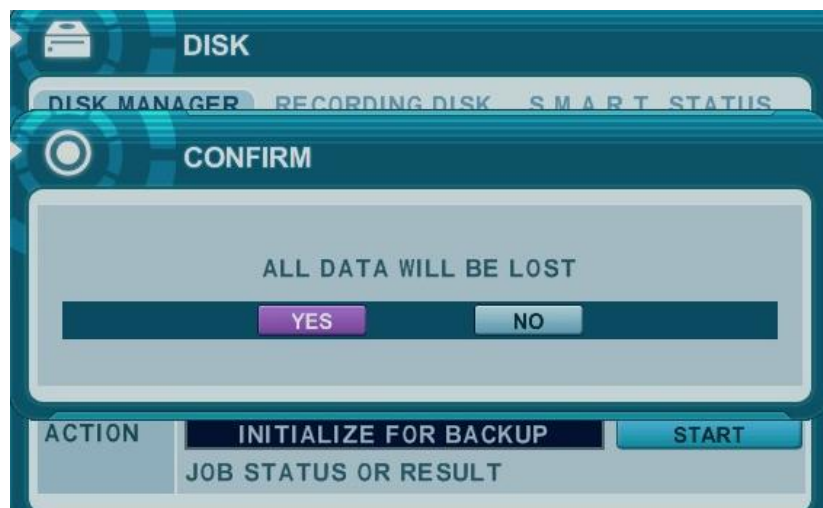 DISK
DISK MANAGER RECORDING DISK S.M.A.R.T. STATUS
CONFIRM
ALL DATA WILL BE LOST
YES NO
ACTION INITIALIZE FOR BACKUP START
JOB STATUS OR RESULT